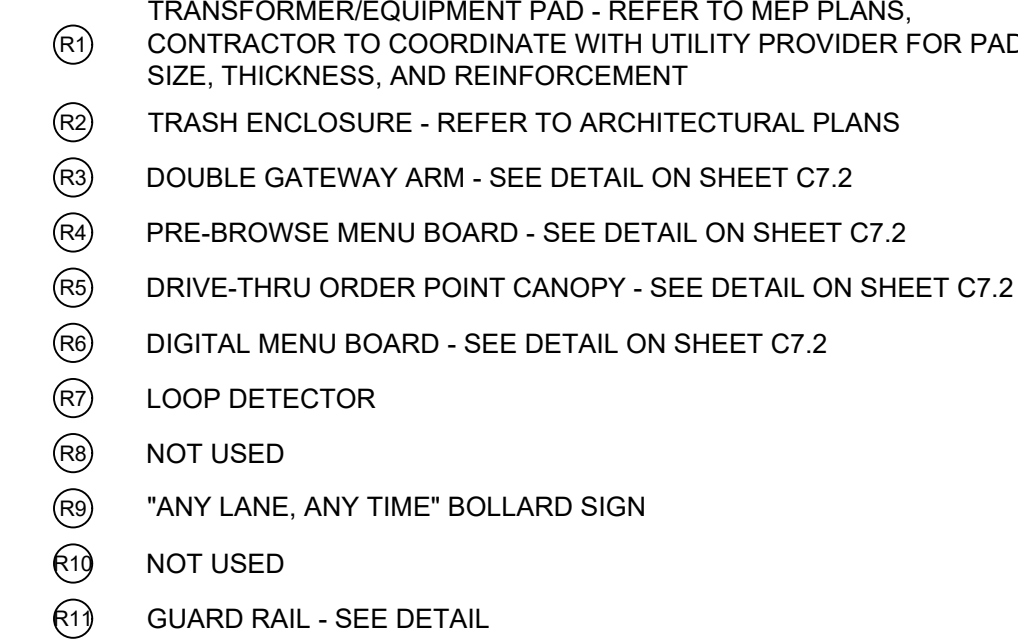 R1 TRANSFORMER/EQUIPMENT PAD - REFER TO MEP PLANS,
CONTRACTOR TO COORDINATE WITH UTILITY PROVIDER FOR PAD
SIZE, THICKNESS, AND REINFORCEMENT
R2 TRASH ENCLOSURE - REFER TO ARCHITECTURAL PLANS
R3 DOUBLE GATEWAY ARM - SEE DETAIL ON SHEET C7.2
R4 PRE-BROWSE MENU BOARD - SEE DETAIL ON SHEET C7.2
R5 DRIVE-THRU ORDER POINT CANOPY - SEE DETAIL ON SHEET C7.2
R6 DIGITAL MENU BOARD - SEE DETAIL ON SHEET C7.2
R7 LOOP DETECTOR
R8 NOT USED
R9 "ANY LANE, ANY TIME" BOLLARD SIGN
R10 NOT USED
R11 GUARD RAIL - SEE DETAIL